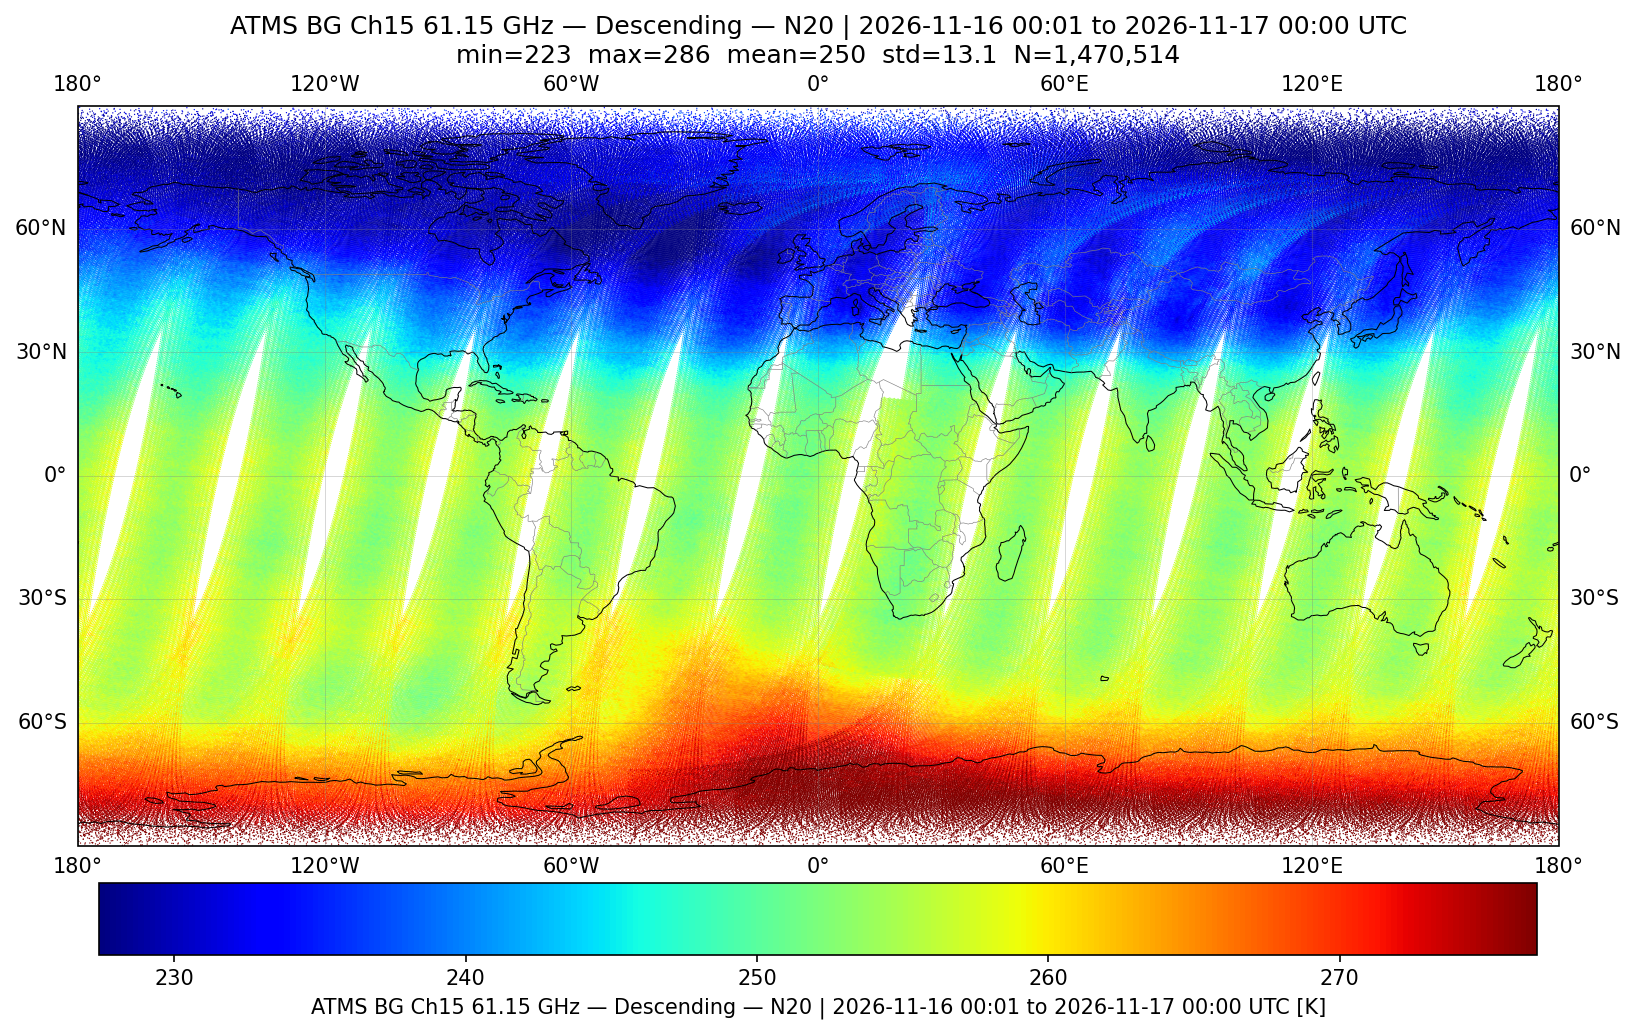 ATMS BG Ch15 61.15 GHz — Descending — N20 | 2026-11-16 00:01 to 2026-11-17 00:00 UTC
min=223 max=286 mean=250 std=13.1 N=1,470,514
180° 120°W 60°W 0° 60°E 120°E 180°
60°N 60°N
30°N 30°N
0° 0°
30°S 30°S
60°S 60°S
180° 120°W 60°W 0° 60°E 120°E 180°
230 240 250 260 270
ATMS BG Ch15 61.15 GHz — Descending — N20 | 2026-11-16 00:01 to 2026-11-17 00:00 UTC [K]